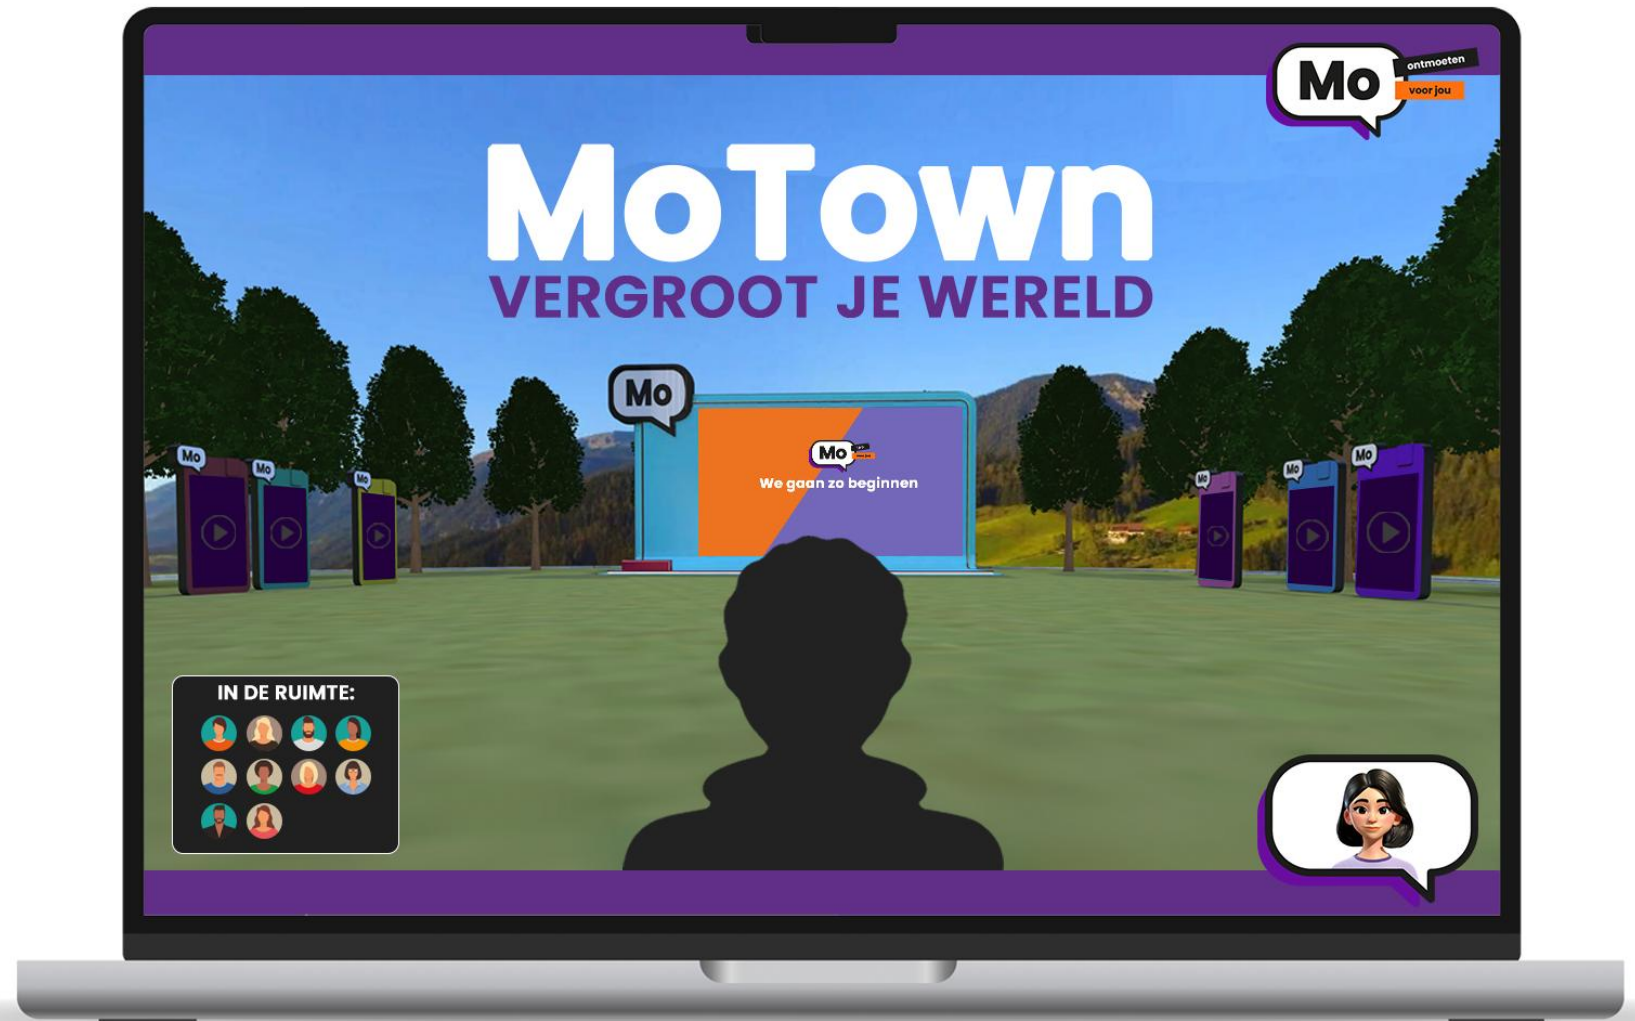 Mo
ontmoeten
voor jou
MoTown
VERGROOT JE WERELD
Mo
Mo
We gaan zo beginnen
Mo
Mo
Mo
Mo
Mo
Mo
IN DE RUIMTE: